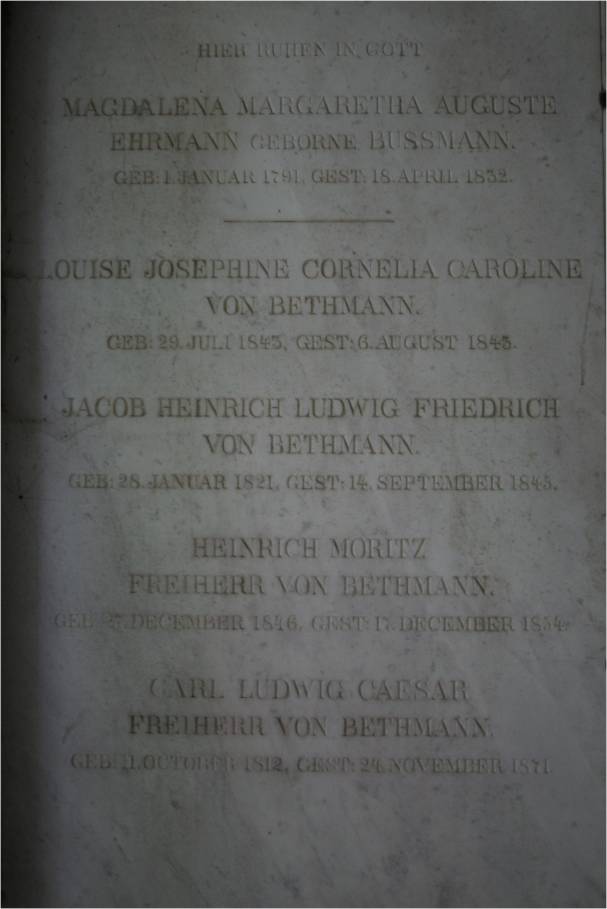 HIER RUHEN IN GOTT
MAGDALENA MARGARETHA AUGUSTE
EHRMANN GEBORNE BUSSMANN.
GEB: 1. JANUAR 1791, GEST: 18. APRIL 1832.
LOUISE JOSEPHINE CORNELIA CAROLINE
VON BETHMANN.
GEB: 29. JULI 1843, GEST: 6. AUGUST 1843.
JACOB HEINRICH LUDWIG FRIEDRICH
VON BETHMANN.
GEB: 28. JANUAR 1821, GEST: 14. SEPTEMBER 1845.
HEINRICH MORITZ
FREIHERR VON BETHMANN.
GEB: DECEMBER 1846, GEST: 17. DECEMBER 1854.
CARL LUDWIG CAESAR
FREIHERR VON BETHMANN.
GEB: OCTOBER 1812, GEST: 24. NOVEMBER 1871.